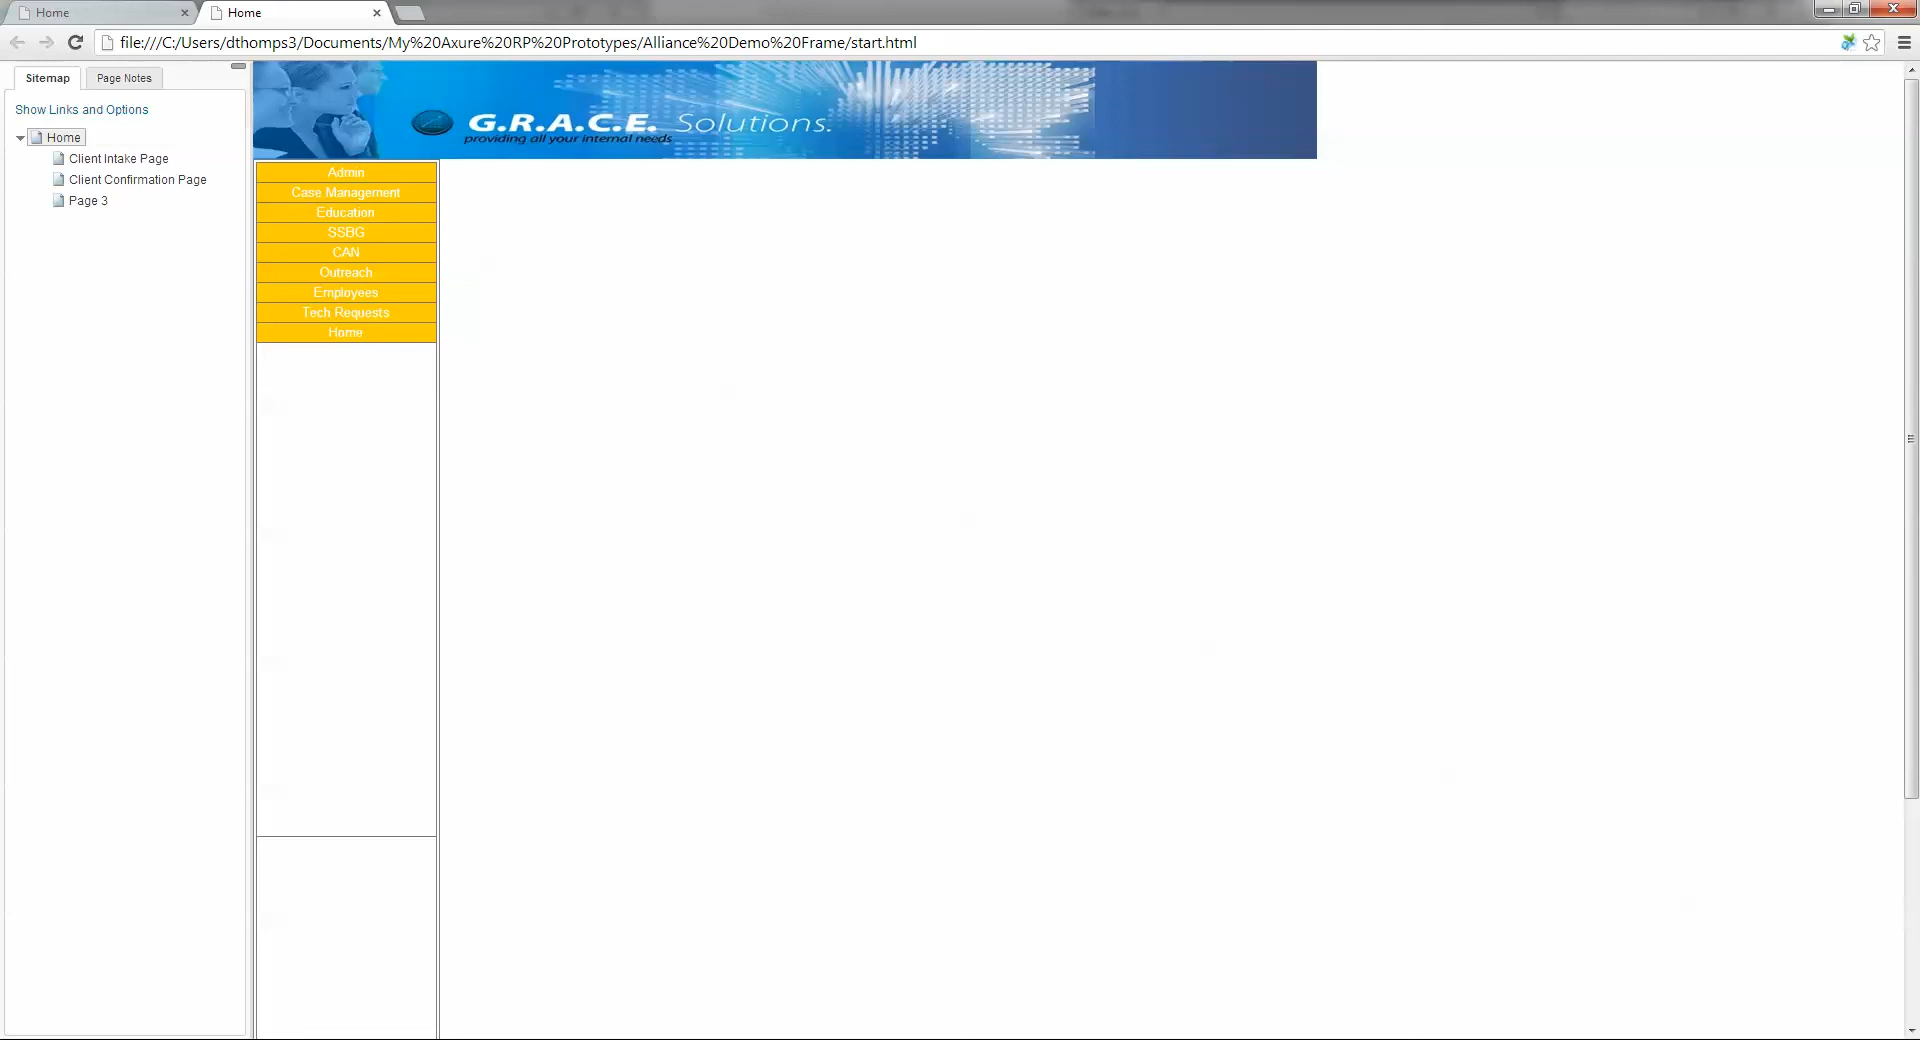 Home
Home
file:///C:/Users/dthomps3/Documents/My%20Axure%20RP%20Prototypes/Alliance%20Demo%20Frame/start.html
Sitemap
Page Notes
Show Links and Options
Home
Client Intake Page
Client Confirmation Page
Page 3
G.R.A.C.E. Solutions.
providing all your internal needs
Admin
Case Management
Education
SSBG
CAN
Outreach
Employees
Tech Requests
Home